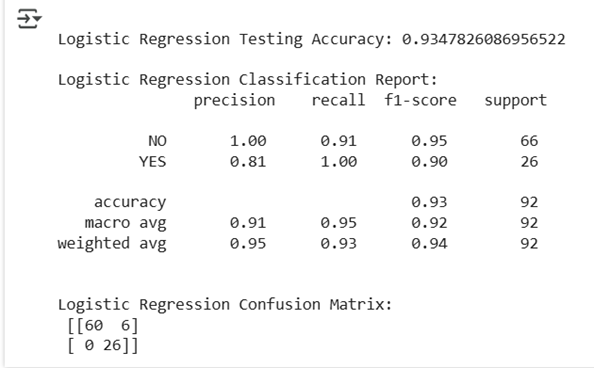 Logistic Regression Testing Accuracy: 0.9347826086956522
Logistic Regression Classification Report:
precision recall f1-score support
NO 1.00 0.91 0.95 66
YES 0.81 1.00 0.90 26
accuracy 0.93 92
macro avg 0.91 0.95 0.92 92
weighted avg 0.95 0.93 0.94 92
Logistic Regression Confusion Matrix:
[[60 6]
[ 0 26]]